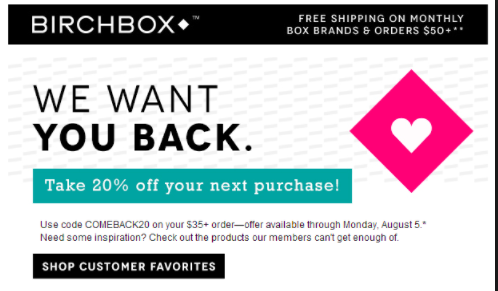 BIRCHBOX◆™
FREE SHIPPING ON MONTHLY
BOX BRANDS & ORDERS $50+**
WE WANT
YOU BACK.
Take 20% off your next purchase!
Use code COMEBACK20 on your $35+ order—offer available through Monday, August 5.*
Need some inspiration? Check out the products our members can't get enough of.
SHOP CUSTOMER FAVORITES